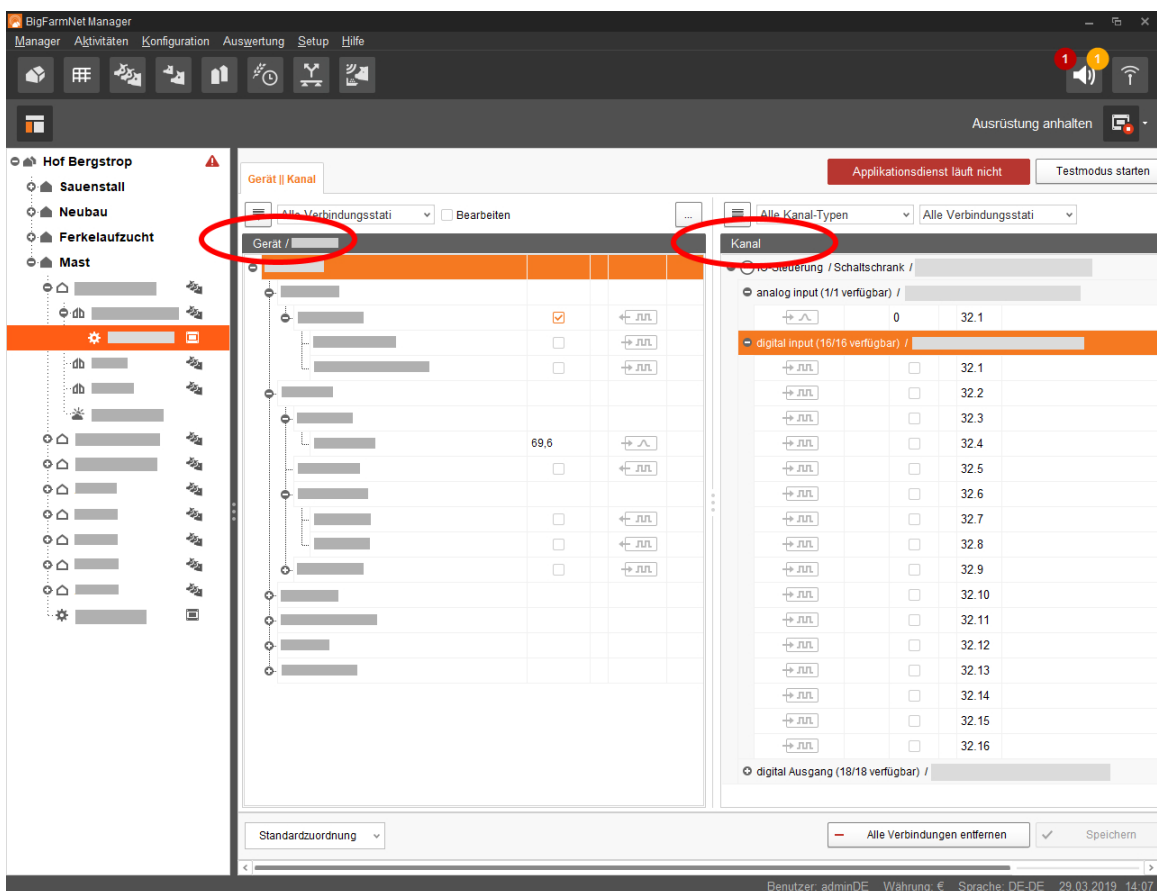 BigFarmNet Manager
Manager Aktivitäten Konfiguration Auswertung Setup Hilfe
1 1
Ausrüstung anhalten
Hof Bergstrop
Sauenstall
Neubau
Ferkelaufzucht
Mast
Gerät || Kanal
Applikationsdienst läuft nicht
Testmodus starten
Alle Verbindungsstati
Bearbeiten
...
Gerät /
69,6
Alle Kanal-Typen
Alle Verbindungsstati
Kanal
IO-Steuerung / Schaltschrank /
analog input (1/1 verfügbar) /
0 32.1
digital input (16/16 verfügbar) /
32.1
32.2
32.3
32.4
32.5
32.6
32.7
32.8
32.9
32.10
32.11
32.12
32.13
32.14
32.15
32.16
digital Ausgang (18/18 verfügbar) /
Standardzuordnung
Alle Verbindungen entfernen
Speichern
Benutzer: adminDE Währung: € Sprache: DE-DE 29.03.2019 14:07